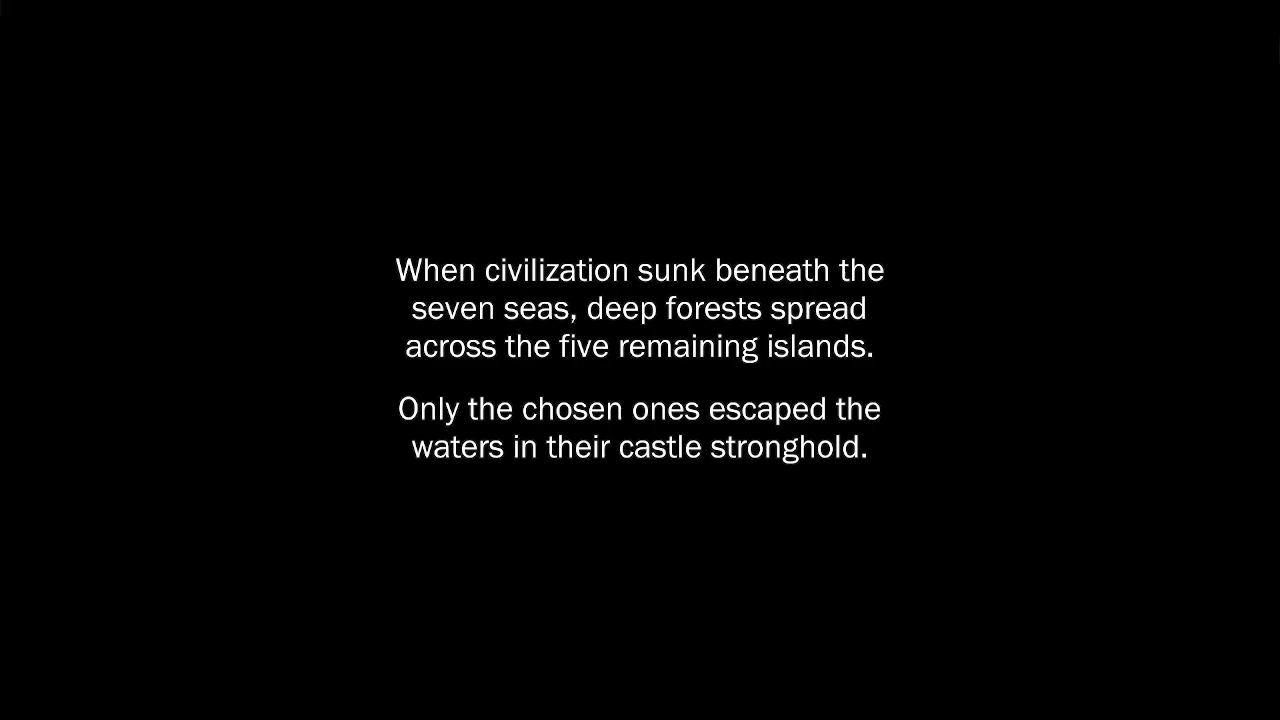 When civilization sunk beneath the
seven seas, deep forests spread
across the five remaining islands.
Only the chosen ones escaped the
waters in their castle stronghold.